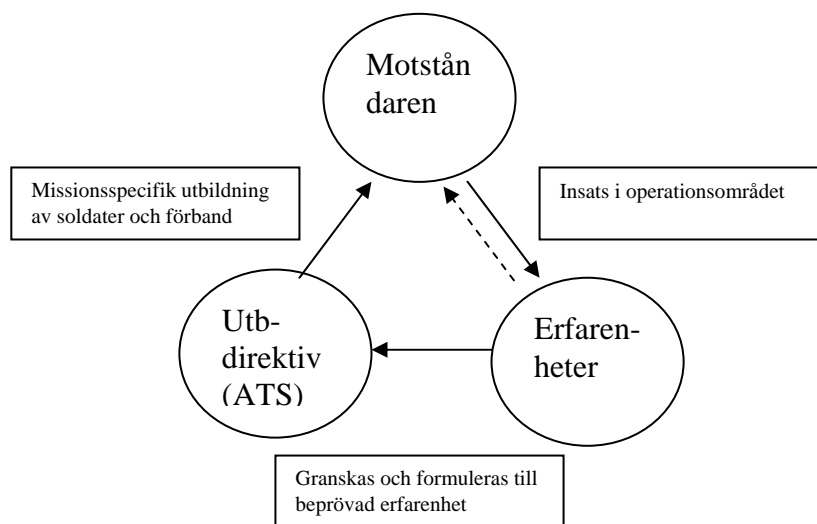 Motstån
daren
Missionsspecifik utbildning
av soldater och förband
Insats i operationsområdet
Utb-
direktiv
(ATS)
Erfaren-
heter
Granskas och formuleras till
beprövad erfarenhet